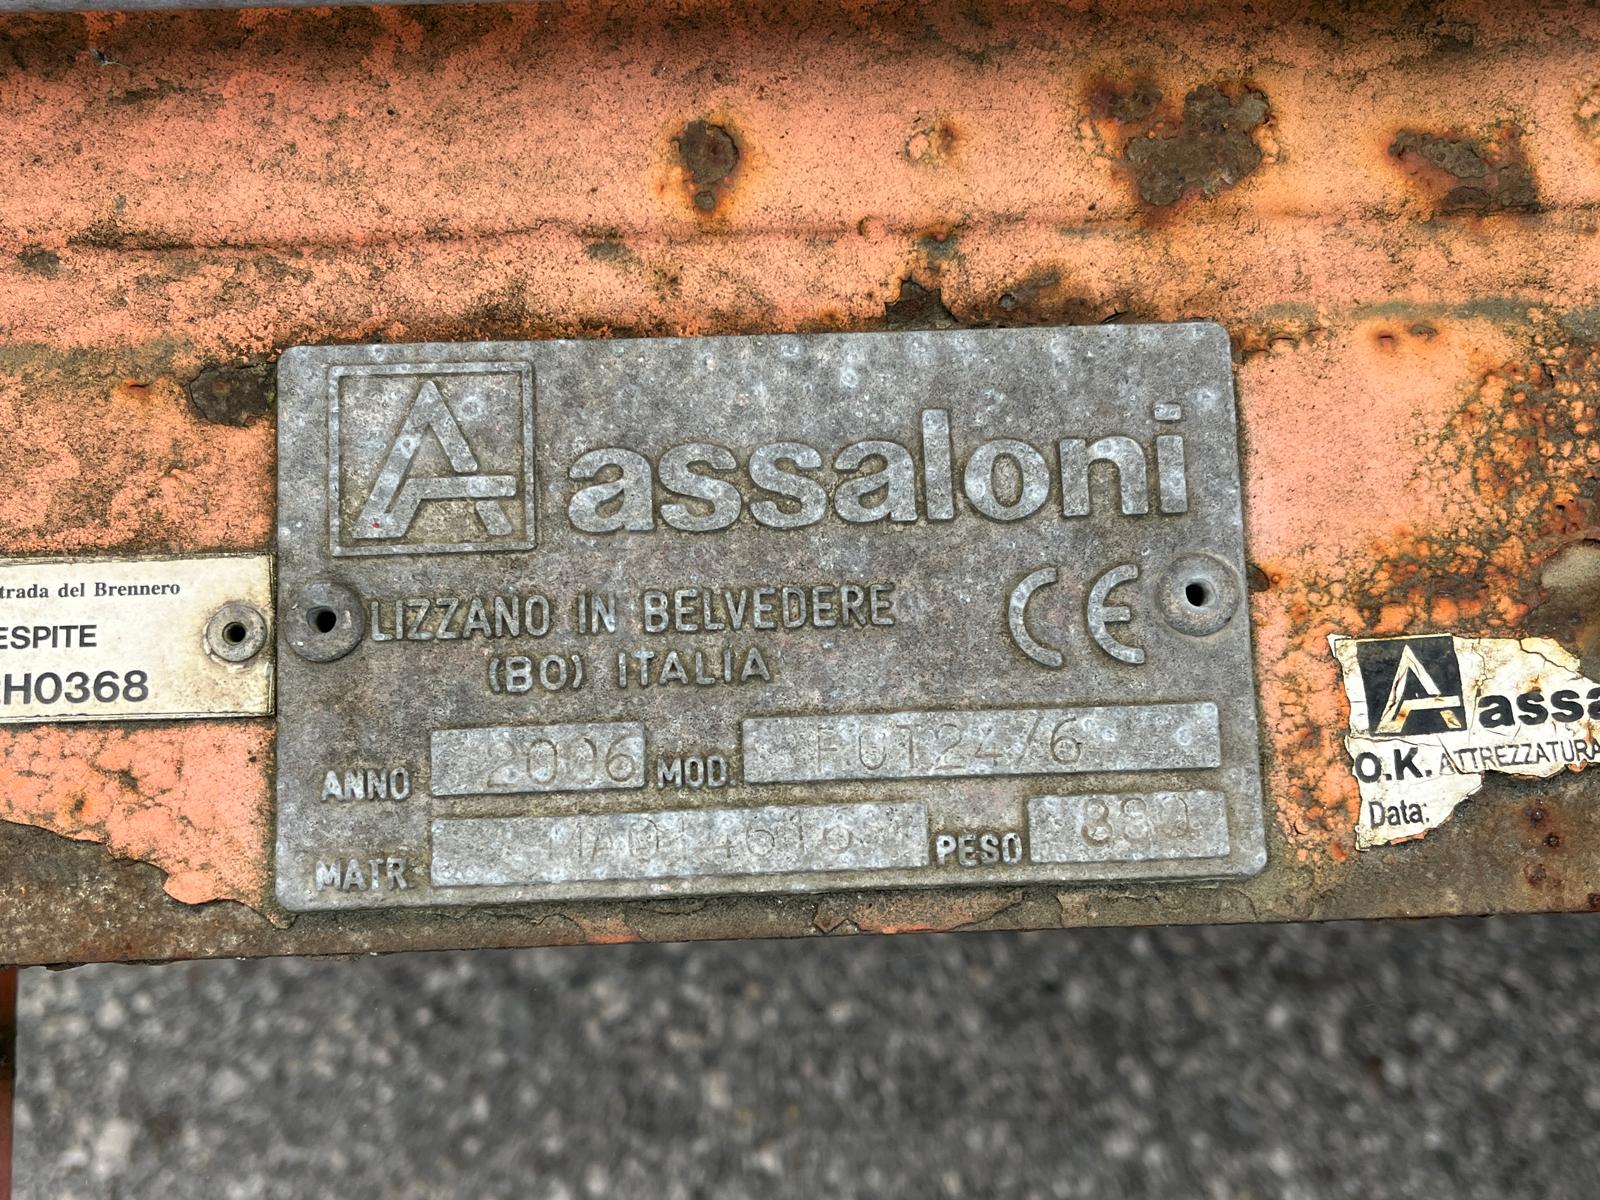 assaloni
LIZZANO IN BELVEDERE
(BO) ITALIA
CE
ANNO 2006 MOD. FUT24/6
MATR. PESO
trada del Brennero
ESPITE
H0368
assa
O.K. ATTREZZATURA
Data: